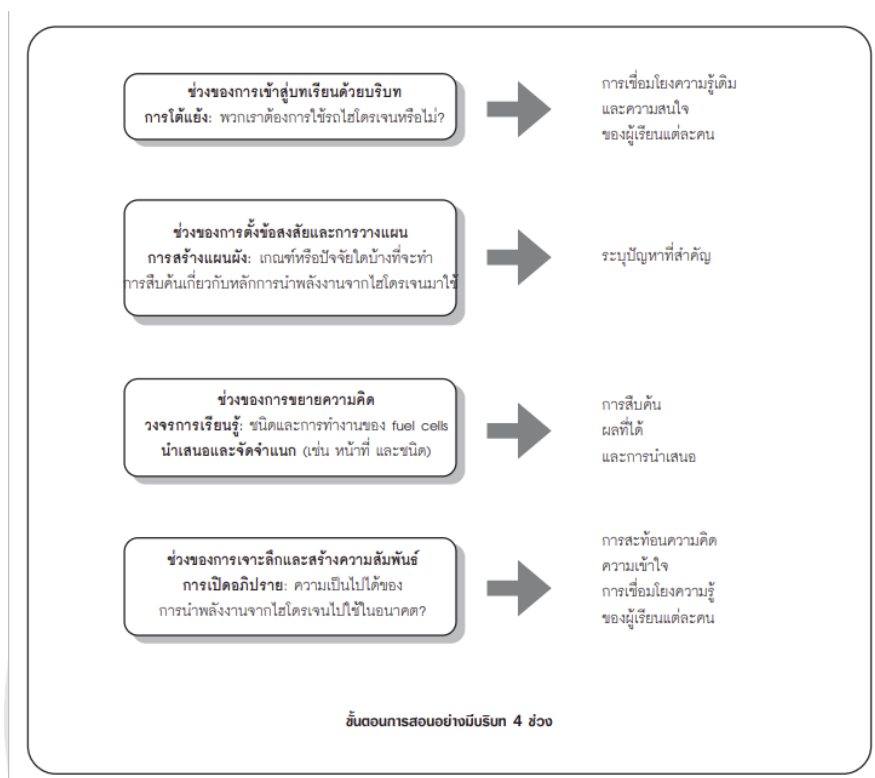 ช่วงของการเข้าสู่บทเรียนด้วยบริบท
การโต้แย้ง: พวกเราต้องการใช้รถไฮโดรเจนหรือไม่?
การเชื่อมโยงความรู้เดิม
และความสนใจ
ของผู้เรียนแต่ละคน
ช่วงของการตั้งข้อสงสัยและการวางแผน
การสร้างแผนผัง: เกณฑ์หรือปัจจัยใดบ้างที่จะทำ
การสืบค้นเกี่ยวกับหลักการนำพลังงานจากไฮโดรเจนมาใช้
ระบุปัญหาที่สำคัญ
ช่วงของการขยายความคิด
วงจรการเรียนรู้: ชนิดและการทำงานของ fuel cells
นำเสนอและจัดจำแนก (เช่น หน้าที่ และชนิด)
การสืบค้น
ผลที่ได้
และการนำเสนอ
ช่วงของการเจาะลึกและสร้างความสัมพันธ์
การเปิดอภิปราย: ความเป็นไปได้ของ
การนำพลังงานจากไฮโดรเจนไปใช้ในอนาคต?
การสะท้อนความคิด
ความเข้าใจ
การเชื่อมโยงความรู้
ของผู้เรียนแต่ละคน
ขั้นตอนการสอนอย่างมีบริบท 4 ช่วง